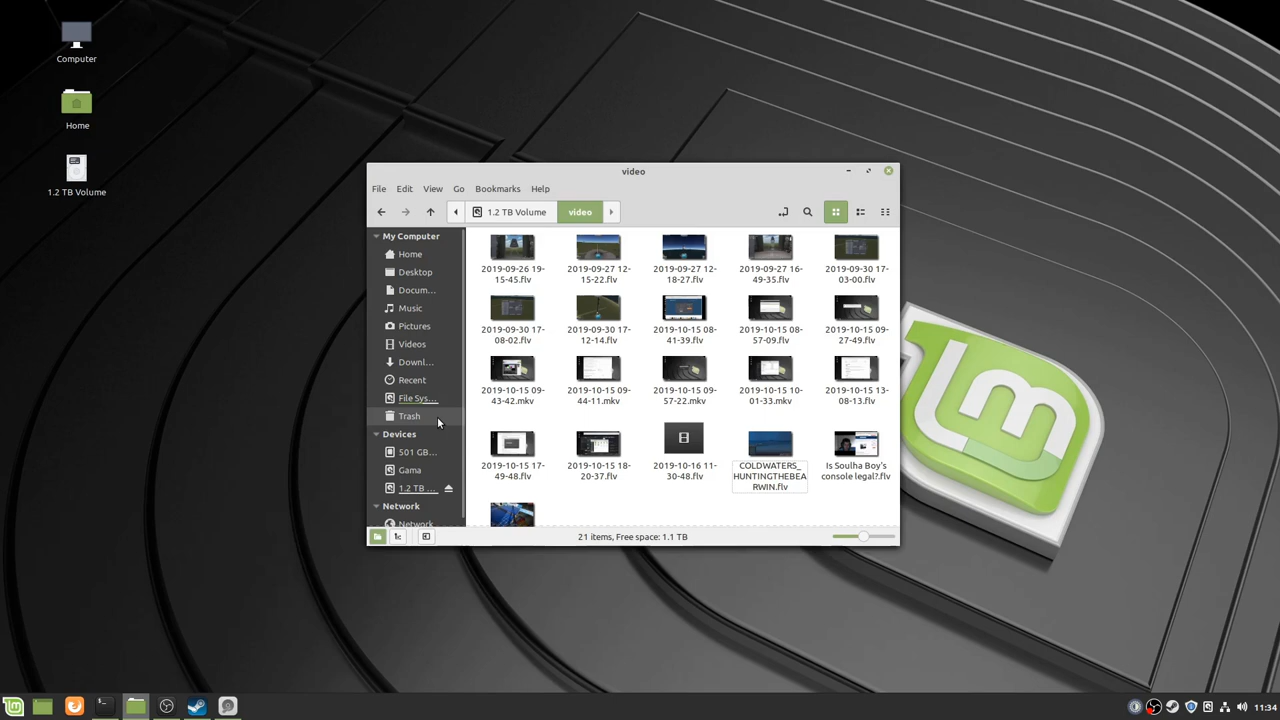 Computer
Home
1.2 TB Volume
video
File Edit View Go Bookmarks Help
1.2 TB Volume video
My Computer
Home
Desktop
Docum...
Music
Pictures
Videos
Downl...
Recent
File Sys...
Trash
Devices
501 GB...
Gama
1.2 TB ...
Network
Network
2019-09-26 19-
15-45.flv
2019-09-27 12-
15-22.flv
2019-09-27 12-
18-27.flv
2019-09-27 16-
49-35.flv
2019-09-30 17-
03-00.flv
2019-09-30 17-
08-02.flv
2019-09-30 17-
12-14.flv
2019-10-15 08-
41-39.flv
2019-10-15 08-
57-09.flv
2019-10-15 09-
27-49.flv
2019-10-15 09-
43-42.mkv
2019-10-15 09-
44-11.mkv
2019-10-15 09-
57-22.mkv
2019-10-15 10-
01-33.mkv
2019-10-15 13-
08-13.flv
2019-10-15 17-
49-48.flv
2019-10-15 18-
20-37.flv
2019-10-16 11-
30-48.flv
COLDWATERS_
HUNTINGTHEBEA
RWIN.flv
Is Soulha Boy's
console legal?.flv
21 items, Free space: 1.1 TB
11:34